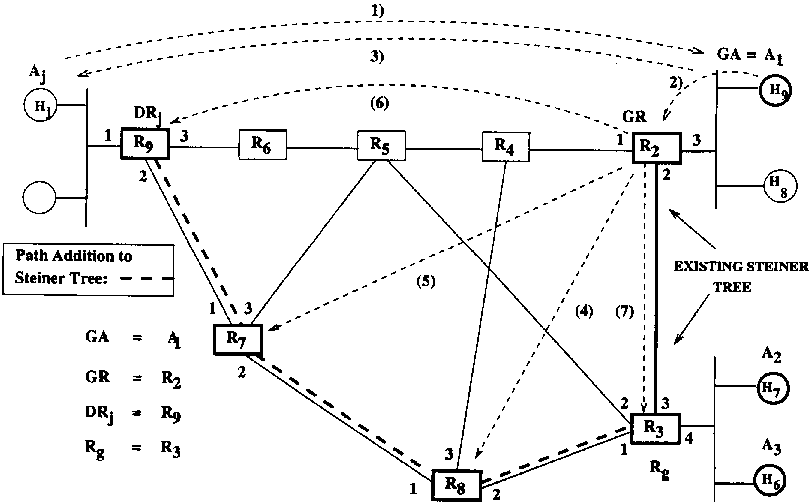 1)
3)
GA = A1
Aj
2)
H1
H9
(6)
DRj
GR
1
3
1
3
R9
R6
R5
R4
R2
2
2
H8
Path Addition to
Steiner Tree:
EXISTING STEINER
TREE
(5)
(4)
(7)
1
3
GA = A1
R7
2
GR = R2
A2
H7
DRj = R9
2
3
R3
4
1
Rg = R3
3
Rg
A3
1
R8
2
H6